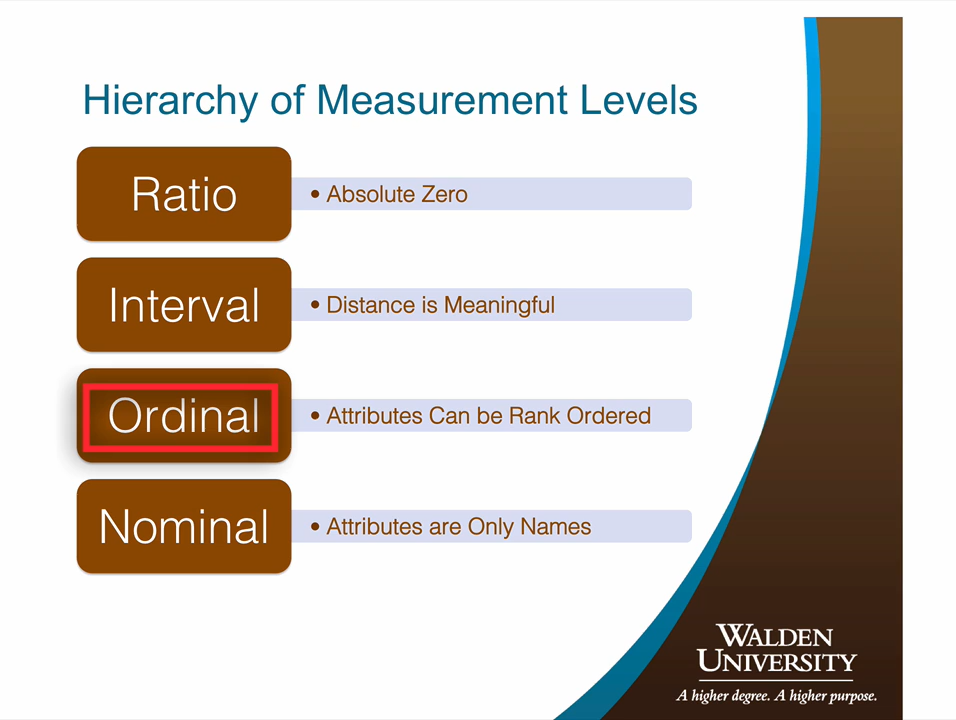 Hierarchy of Measurement Levels
Ratio
• Absolute Zero
Interval
• Distance is Meaningful
Ordinal
• Attributes Can be Rank Ordered
Nominal
• Attributes are Only Names
WALDEN
UNIVERSITY
A higher degree. A higher purpose.